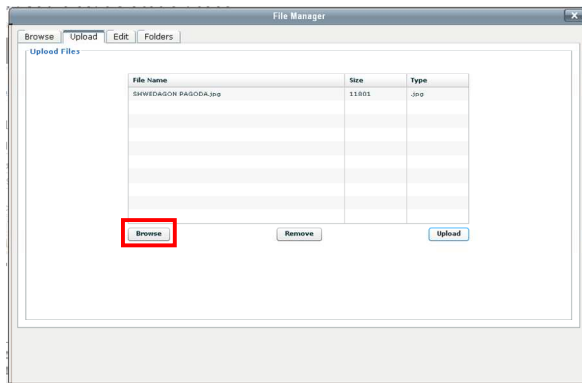 File Manager
Browse Upload Edit Folders
Upload Files
File Name Size Type
SHWEDAGON PAGODA.jpg 11801 .jpg
Browse Remove Upload